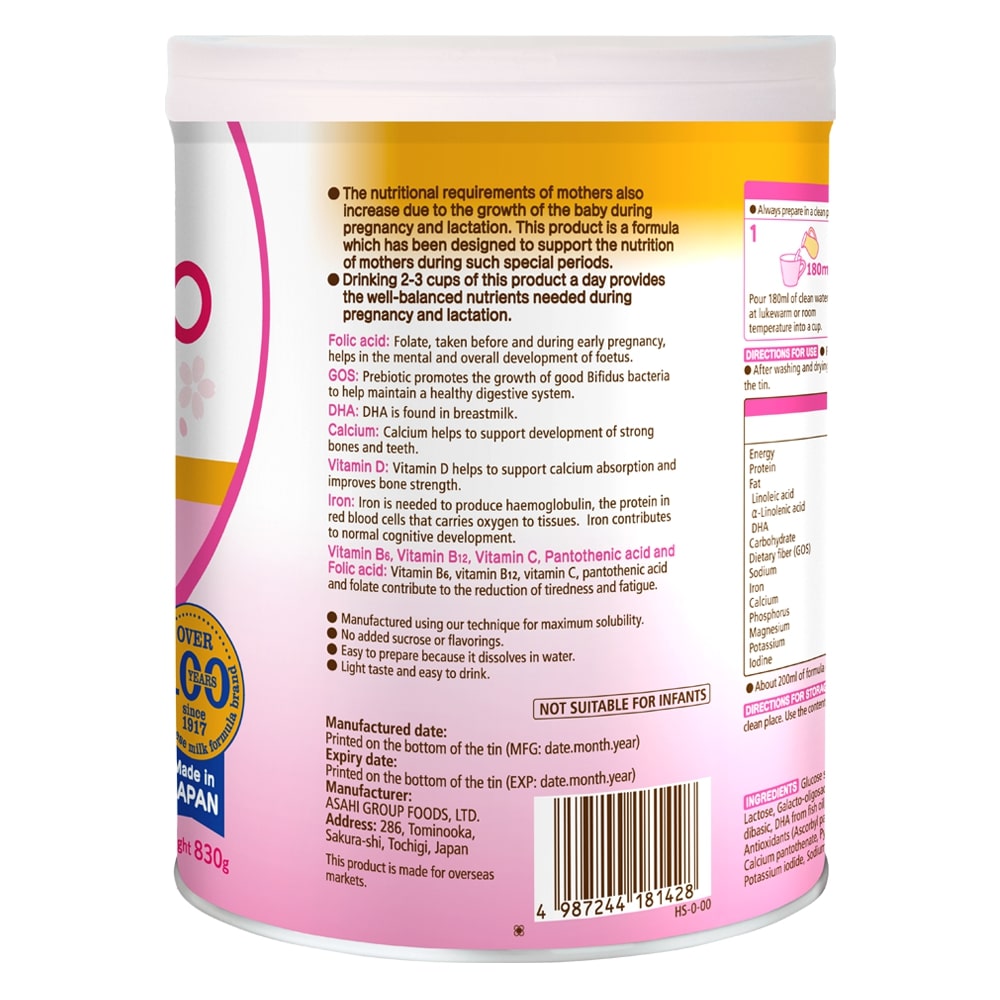 ● The nutritional requirements of mothers also
increase due to the growth of the baby during
pregnancy and lactation. This product is a formula
which has been designed to support the nutrition
of mothers during such special periods.
● Drinking 2-3 cups of this product a day provides
the well-balanced nutrients needed during
pregnancy and lactation.
Folic acid: Folate, taken before and during early pregnancy,
helps in the mental and overall development of foetus.
GOS: Prebiotic promotes the growth of good Bifidus bacteria
to help maintain a healthy digestive system.
DHA: DHA is found in breastmilk.
Calcium: Calcium helps to support development of strong
bones and teeth.
Vitamin D: Vitamin D helps to support calcium absorption and
improves bone strength.
Iron: Iron is needed to produce haemoglobulin, the protein in
red blood cells that carries oxygen to tissues. Iron contributes
to normal cognitive development.
Vitamin B6, Vitamin B12, Vitamin C, Pantothenic acid and
Folic acid: Vitamin B6, vitamin B12, vitamin C, pantothenic acid
and folate contribute to the reduction of tiredness and fatigue.
● Manufactured using our technique for maximum solubility.
● No added sucrose or flavorings.
● Easy to prepare because it dissolves in water.
● Light taste and easy to drink.
NOT SUITABLE FOR INFANTS
Manufactured date:
Printed on the bottom of the tin (MFG: date.month.year)
Expiry date:
Printed on the bottom of the tin (EXP: date.month.year)
Manufacturer:
ASAHI GROUP FOODS, LTD.
Address: 286, Tominooka,
Sakura-shi, Tochigi, Japan
This product is made for overseas
markets.
4 987244 181428
HS-0-00
OVER
100
YEARS
since
1917
milk formula brand
Made in
APAN
ght 830g
● Always prepare in a clean
1
180m
Pour 180ml of clean water
at lukewarm or room
temperature into a cup.
DIRECTIONS FOR USE ●
● After washing and drying
the tin.
Energy
Protein
Fat
Linoleic acid
α-Linolenic acid
DHA
Carbohydrate
Dietary fiber (GOS)
Sodium
Iron
Calcium
Phosphorus
Magnesium
Potassium
Iodine
● About 200ml of formula
DIRECTIONS FOR STORAG
clean place. Use the content
INGREDIENTS Glucose s
Lactose, Galacto-oligosac
dibasic, DHA from fish oil
Antioxidants (Ascorbyl pa
Calcium pantothenate, Py
Potassium iodide, Sodium